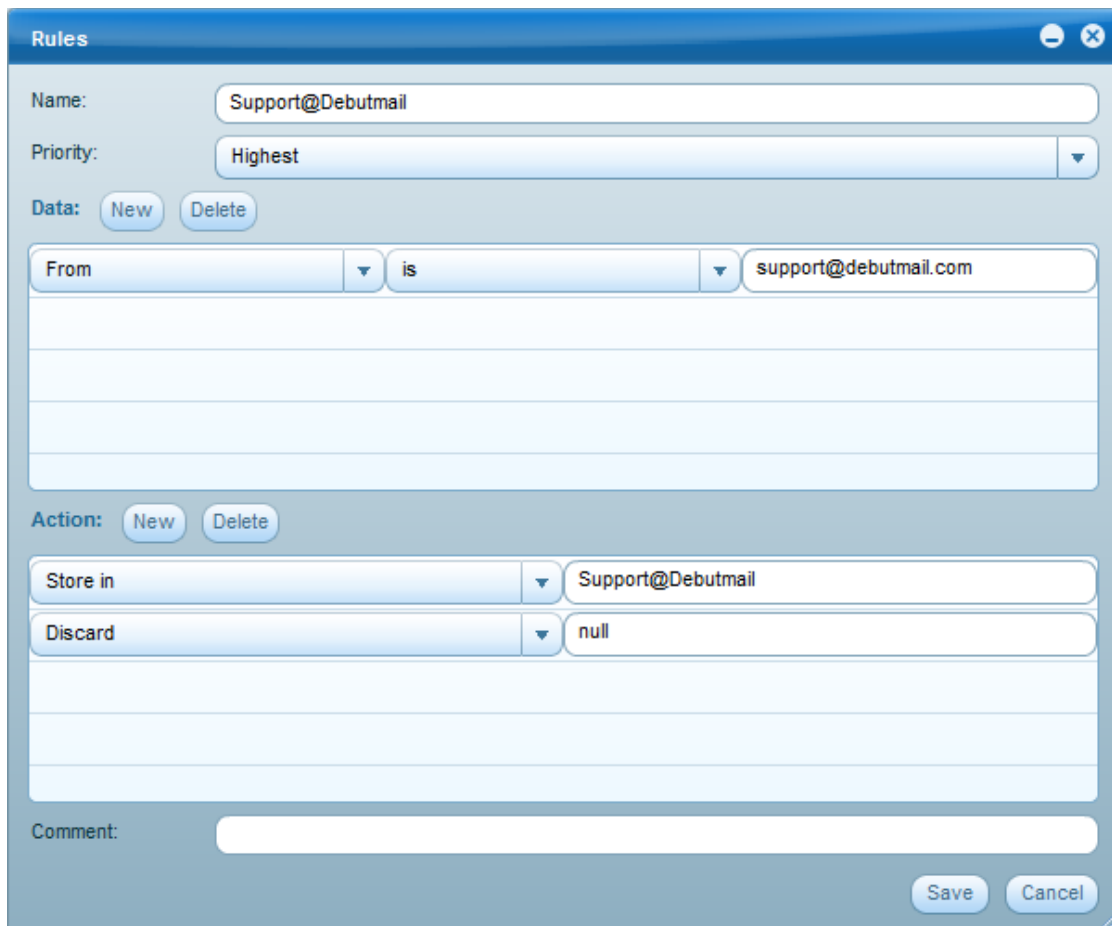 Rules
Name: Support@Debutmail
Priority: Highest
Data: New Delete
From is support@debutmail.com
Action: New Delete
Store in Support@Debutmail
Discard null
Comment:
Save Cancel